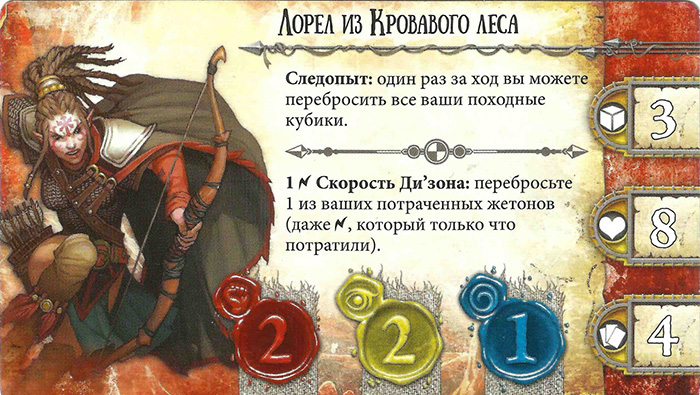 Лорел из Кровавого леса
Следопыт: один раз за ход вы можете
перебросить все ваши походные
кубики.
3
1 Скорость Ди’зона: перебросьте
1 из ваших потраченных жетонов
(даже , который только что
потратили).
8
2
2
1
4